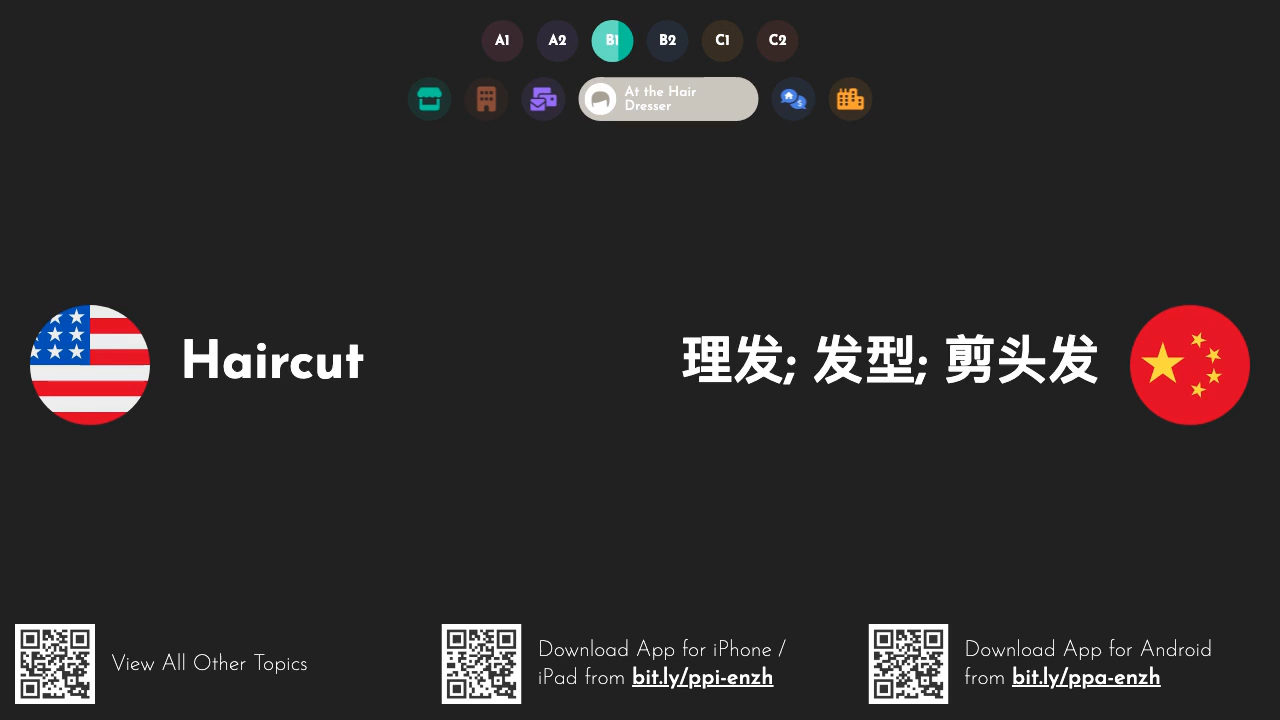 A1 A2 B1 B2 C1 C2
At the Hair
Dresser
Haircut
理发; 发型; 剪头发
View All Other Topics
Download App for iPhone /
iPad from bit.ly/ppi-enzh
Download App for Android
from bit.ly/ppa-enzh